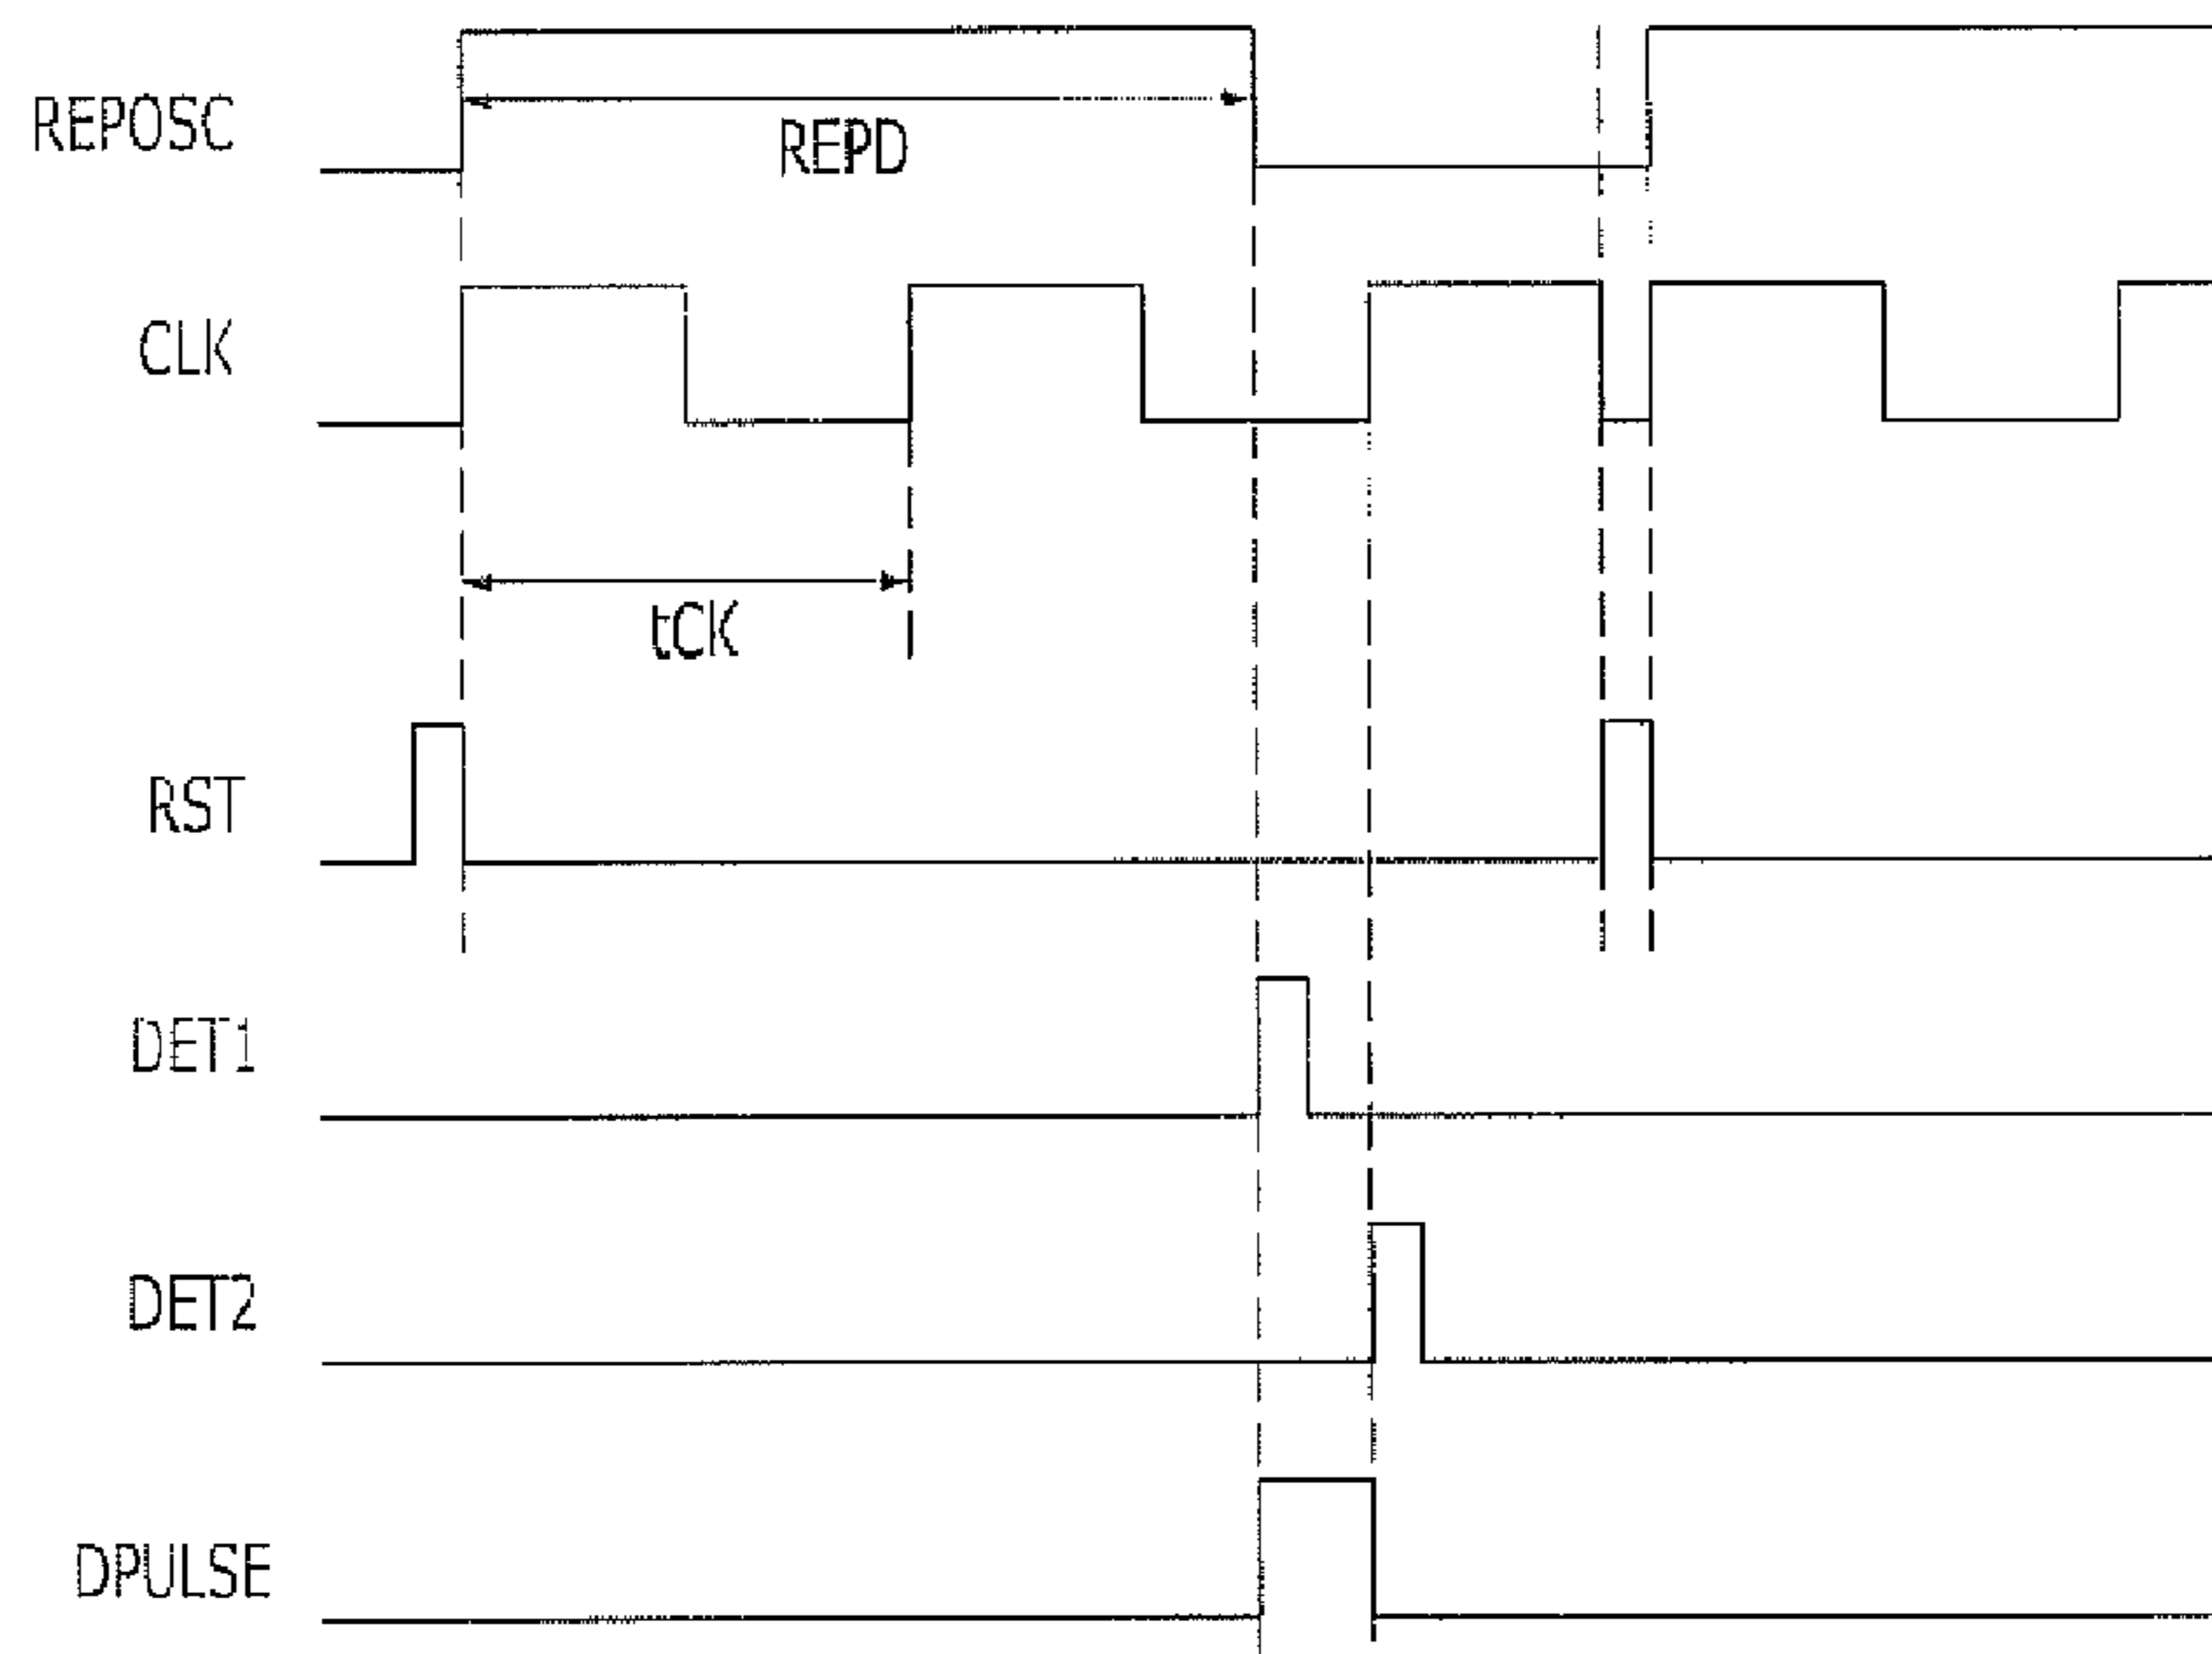 REPOSC
REPD
CLK
tCK
RST
DET1
DET2
DPULSE